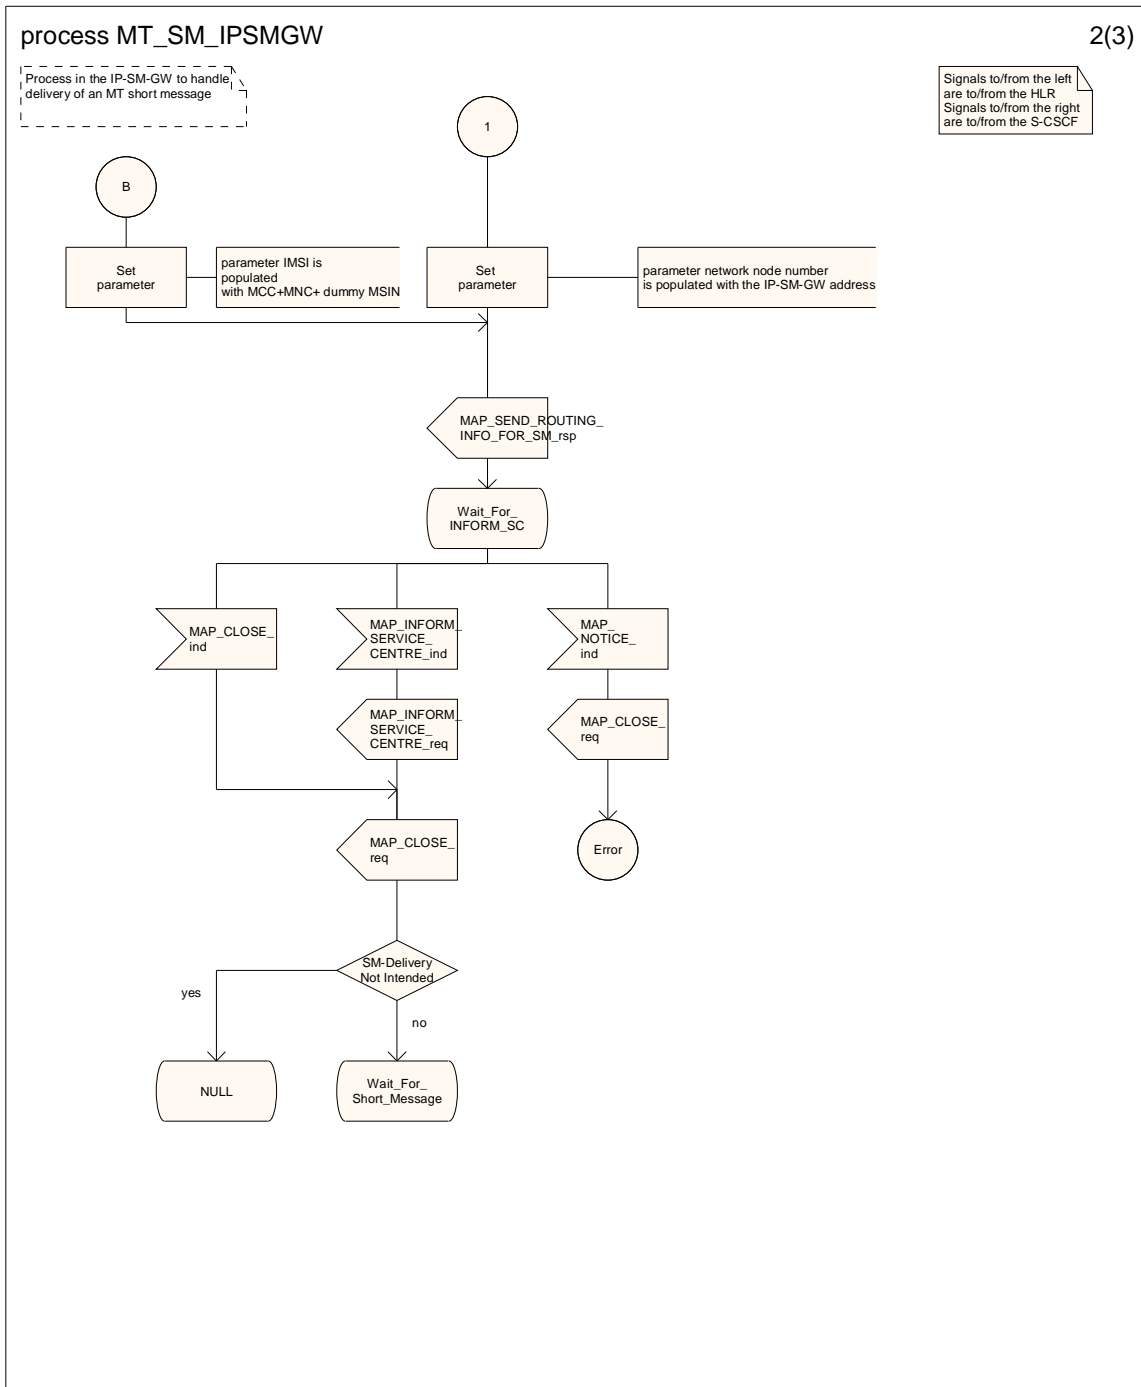 process MT_SM_IPSMGW
2(3)
Process in the IP-SM-GW to handle
delivery of an MT short message
Signals to/from the left
are to/from the HLR
Signals to/from the right
are to/from the S-CSCF
1
B
Set
parameter
parameter IMSI is
populated
with MCC+MNC+ dummy MSIN
Set
parameter
parameter network node number
is populated with the IP-SM-GW address
MAP_SEND_ROUTING_
INFO_FOR_SM_rsp
Wait_For_
INFORM_SC
MAP_CLOSE_
ind
MAP_INFORM_
SERVICE_
CENTRE_ind
MAP_
NOTICE_
ind
MAP_INFORM_
SERVICE_
CENTRE_req
MAP_CLOSE_
req
MAP_CLOSE_
req
Error
SM-Delivery
Not Intended
yes
no
NULL
Wait_For_
Short_Message